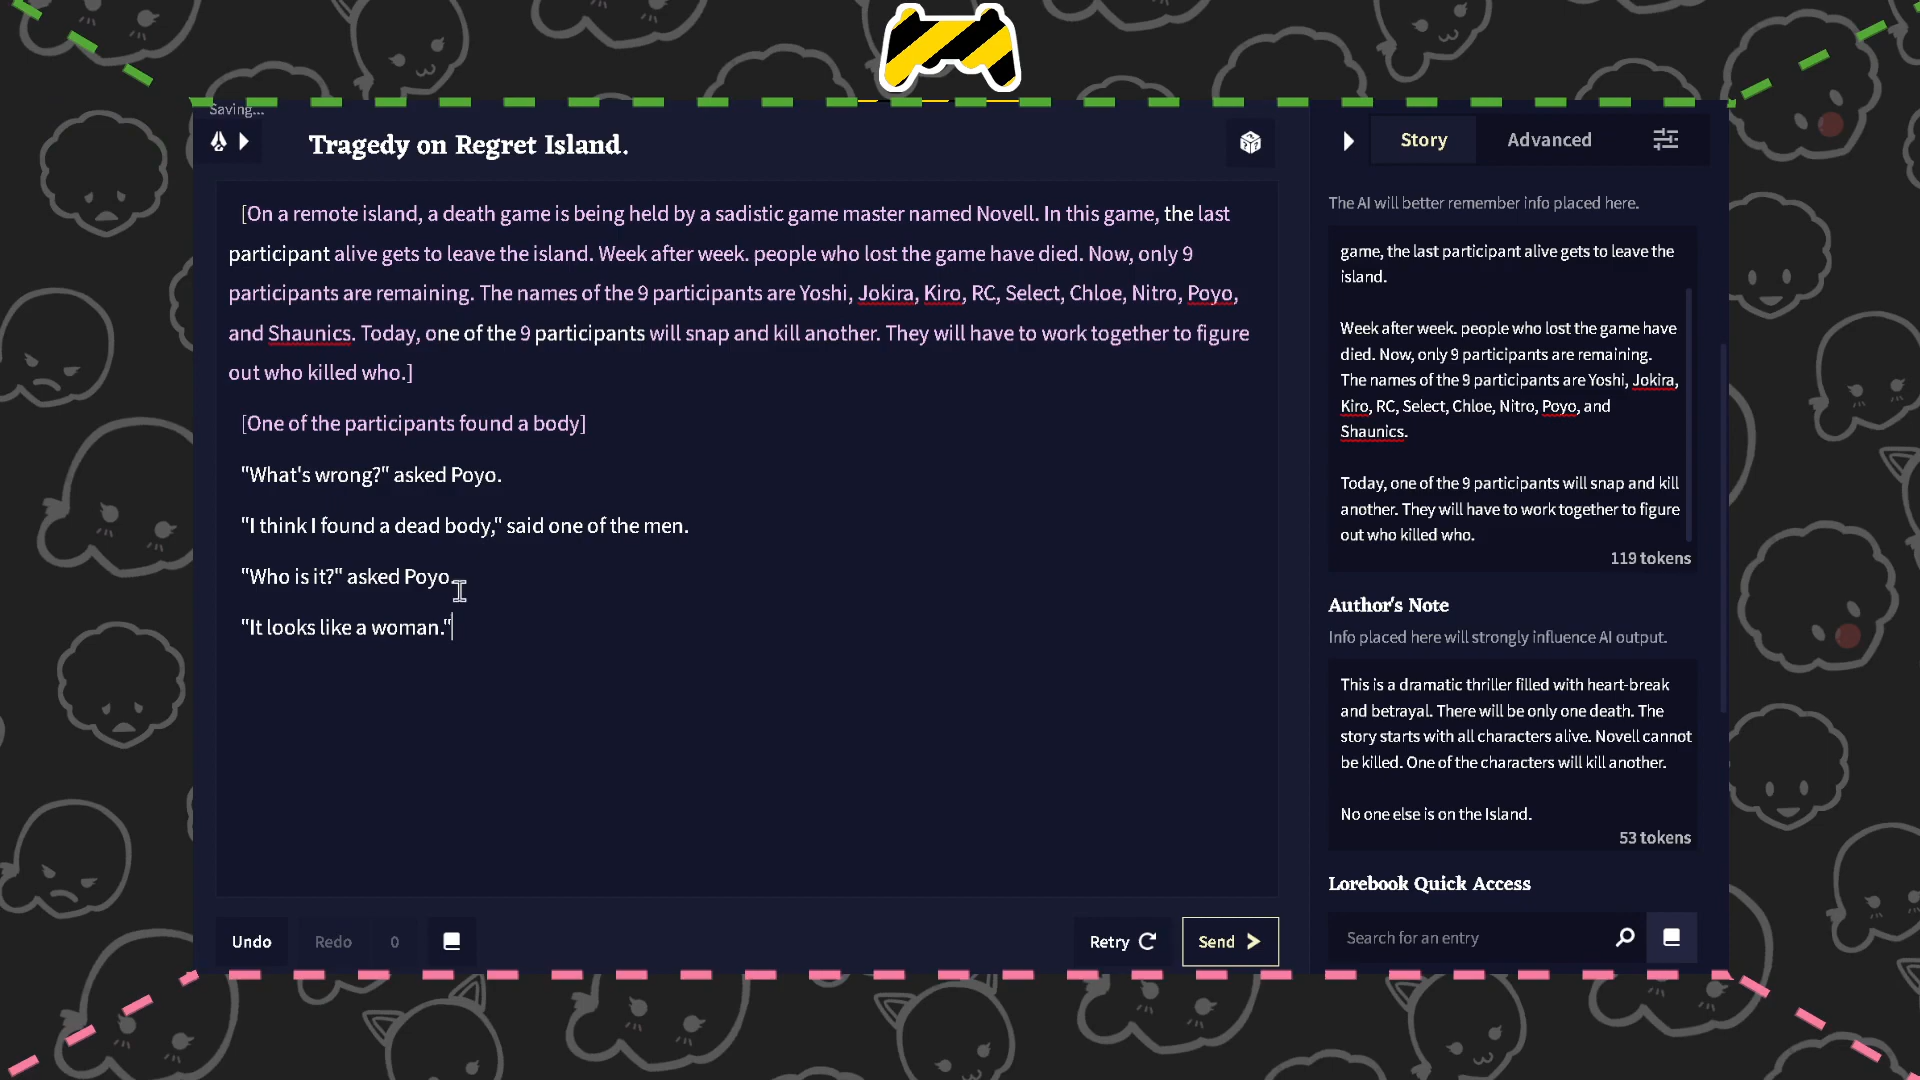 Saving...
Tragedy on Regret Island.
[On a remote island, a death game is being held by a sadistic game master named Novell. In this game, the last
participant alive gets to leave the island. Week after week. people who lost the game have died. Now, only 9
participants are remaining. The names of the 9 participants are Yoshi, Jokira, Kiro, RC, Select, Chloe, Nitro, Poyo,
and Shaunics. Today, one of the 9 participants will snap and kill another. They will have to work together to figure
out who killed who.]
[One of the participants found a body]
"What's wrong?" asked Poyo.
"I think I found a dead body," said one of the men.
"Who is it?" asked Poyo.
"It looks like a woman."
Undo
Redo
0
Retry
Send
Story
Advanced
The AI will better remember info placed here.
game, the last participant alive gets to leave the
island.
Week after week. people who lost the game have
died. Now, only 9 participants are remaining.
The names of the 9 participants are Yoshi, Jokira,
Kiro, RC, Select, Chloe, Nitro, Poyo, and
Shaunics.
Today, one of the 9 participants will snap and kill
another. They will have to work together to figure
out who killed who.
119 tokens
Author's Note
Info placed here will strongly influence AI output.
This is a dramatic thriller filled with heart-break
and betrayal. There will be only one death. The
story starts with all characters alive. Novell cannot
be killed. One of the characters will kill another.
No one else is on the Island.
53 tokens
Lorebook Quick Access
Search for an entry